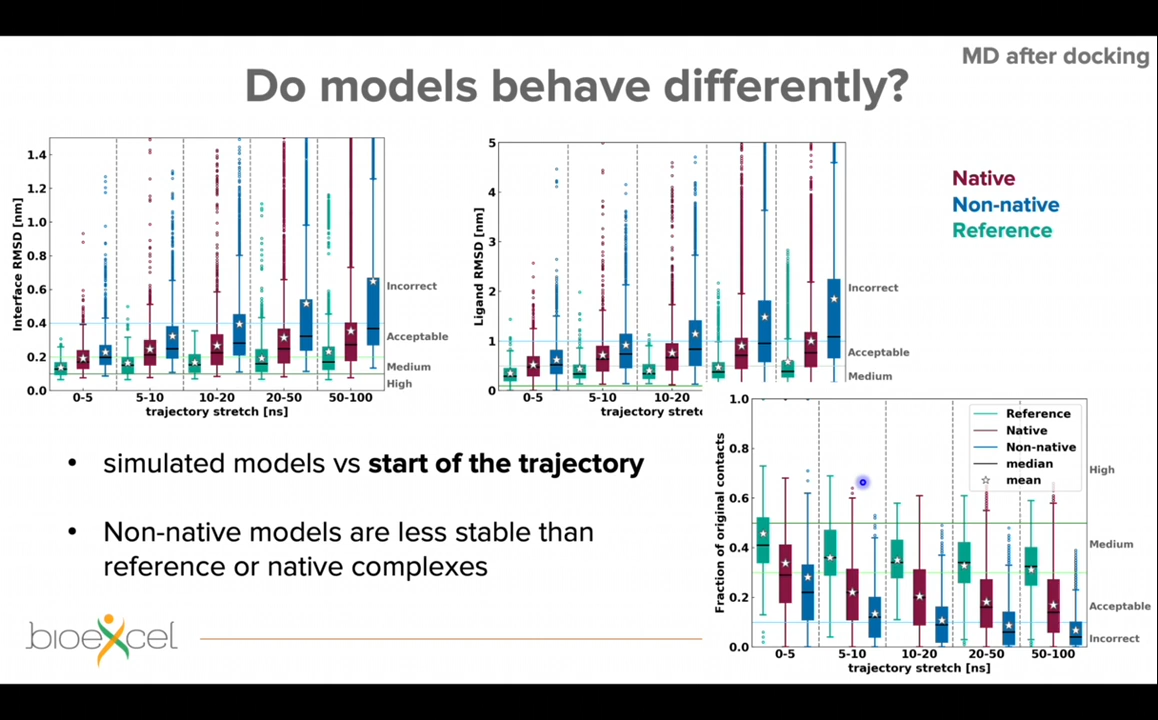 MD after docking
Do models behave differently?
1.4
1.2
1.0
0.8
0.6
0.4
0.2
0.0
Interface RMSD [nm]
0-5 5-10 10-20 20-50 50-100
trajectory stretch [ns]
Incorrect
Acceptable
Medium
High
5
4
3
2
1
0
Ligand RMSD [nm]
0-5 5-10 10-20
trajectory stretc
Incorrect
Acceptable
Medium
Native
Non-native
Reference
• simulated models vs start of the trajectory
• Non-native models are less stable than
reference or native complexes
1.0
0.8
0.6
0.4
0.2
0.0
Fraction of original contacts
0-5 5-10 10-20 20-50 50-100
trajectory stretch [ns]
Reference
Native
Non-native
median
mean
High
Medium
Acceptable
Incorrect
bioexcel